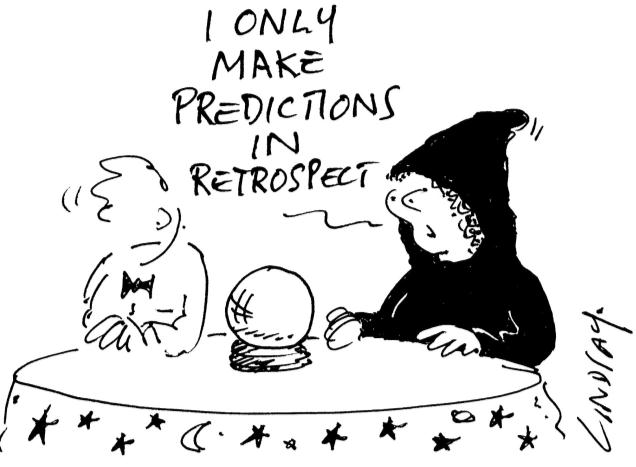 I ONLY
MAKE
PREDICTIONS
IN
RETROSPECT
LINDSAY.